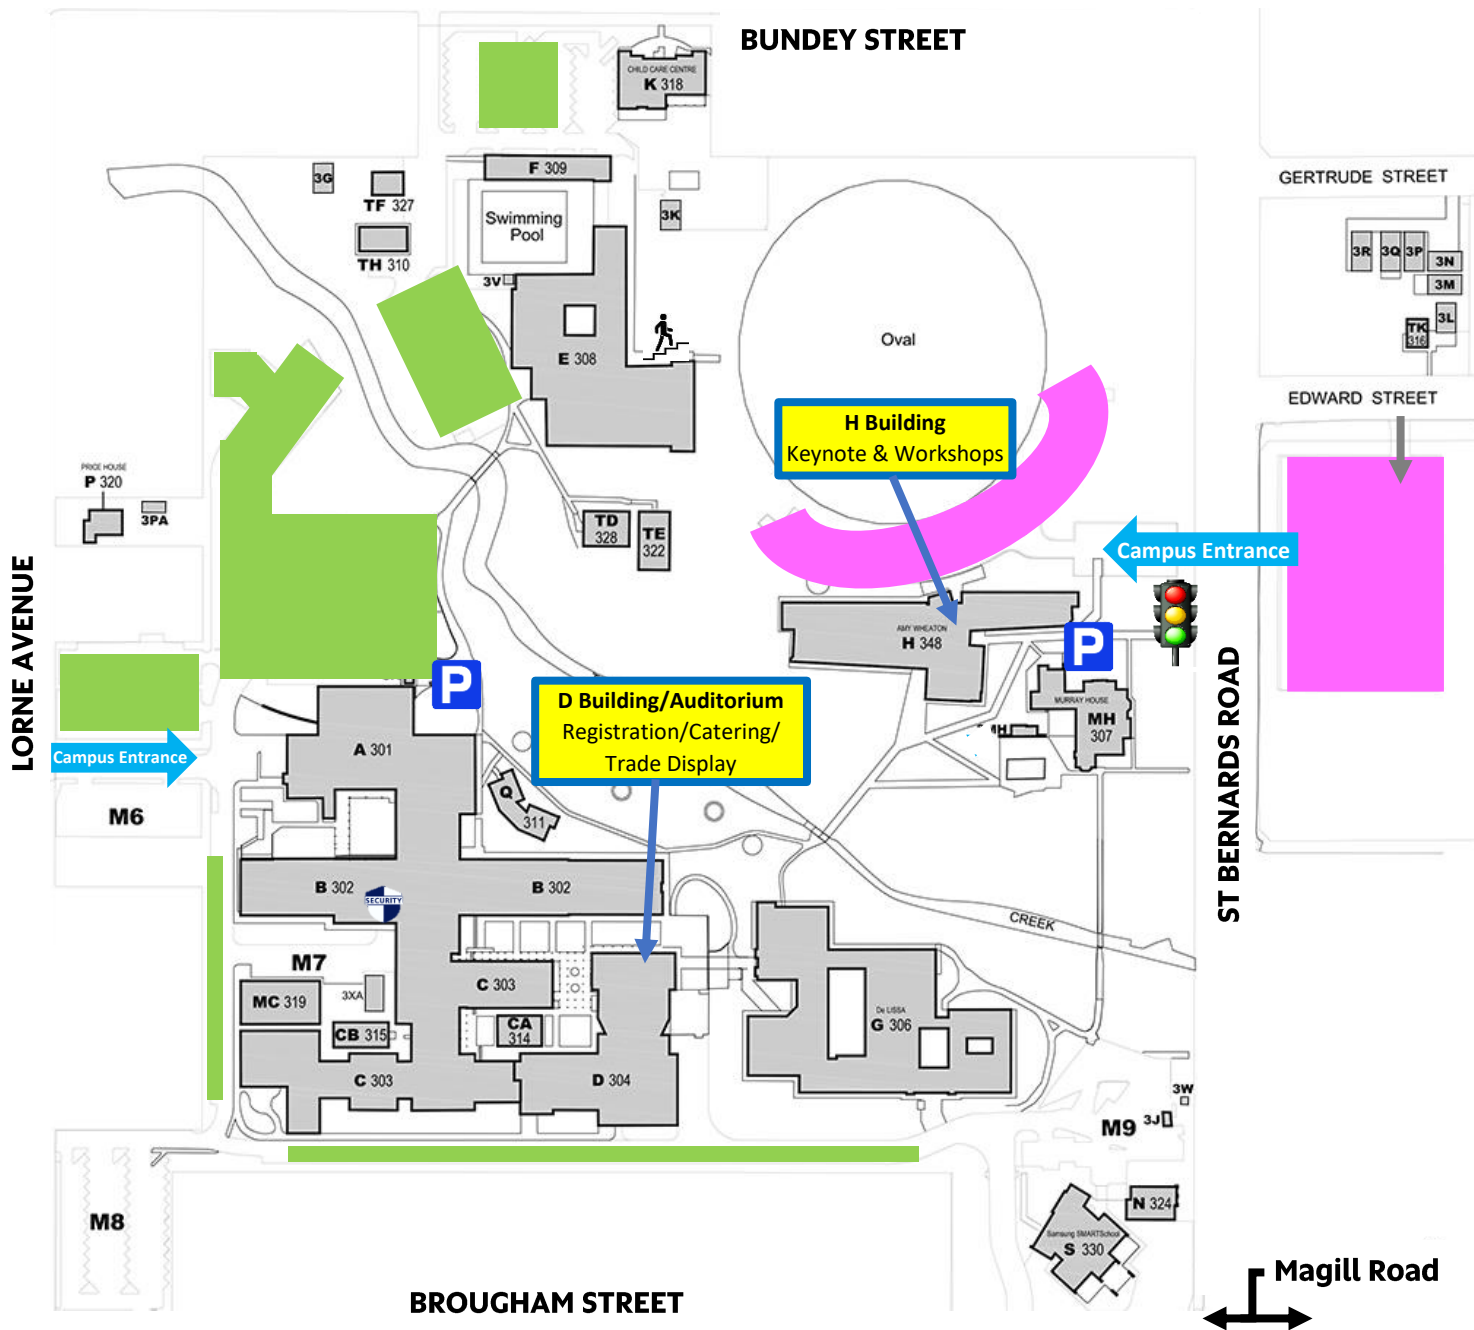 BUNDEY STREET
CHILD CARE CENTRE
K 318
F 309
3G
TF 327
TH 310
3K
Swimming
Pool
3V
E 308
Oval
GERTRUDE STREET
3R
3Q
3P
3N
3M
3L
TK
316
EDWARD STREET
H Building
Keynote & Workshops
PRICE HOUSE
P 320
3PA
TD
328
TE
322
Campus Entrance
LORNE AVENUE
AMY WHEATON
H 348
P
P
MURRAY HOUSE
MH
307
ST BERNARDS ROAD
D Building/Auditorium
Registration/Catering/
Trade Display
A 301
Campus Entrance
M6
Q
311
B 302
SECURITY
B 302
CREEK
M7
C 303
3XA
MC 319
CB 315
CA
314
De LISSA
G 306
C 303
D 304
3W
3J
M9
N 324
M8
Samsung SMARTSchool
S 330
Magill Road
BROUGHAM STREET